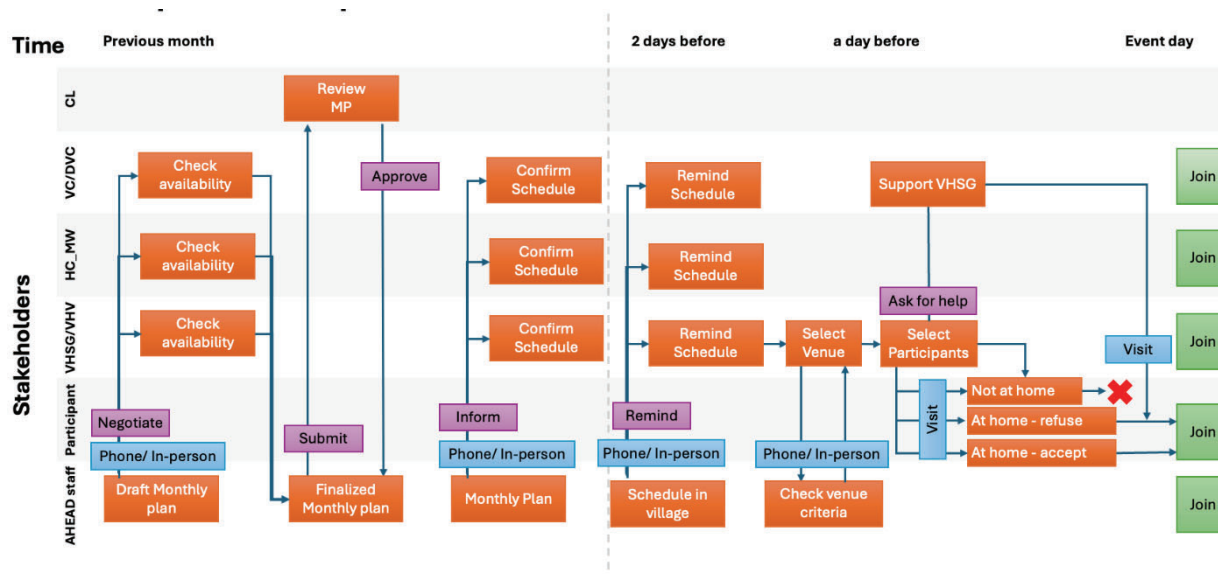 Time
Previous month
2 days before
a day before
Event day
Stakeholders
CL
Review
MP
VC/DVC
Check
availability
Approve
Confirm
Schedule
Remind
Schedule
Support VHSG
Join
HC_MW
Check
availability
Confirm
Schedule
Remind
Schedule
Join
Ask for help
VHSG/VHV
Check
availability
Confirm
Schedule
Remind
Schedule
Select
Venue
Select
Participants
Visit
Join
Participant
Negotiate
Phone/ In-person
Submit
Inform
Phone/ In-person
Remind
Phone/ In-person
Phone/ In-person
Visit
Not at home
At home - refuse
At home - accept
Join
AHEAD staff
Draft Monthly
plan
Finalized
Monthly plan
Monthly Plan
Schedule in
village
Check venue
criteria
Join